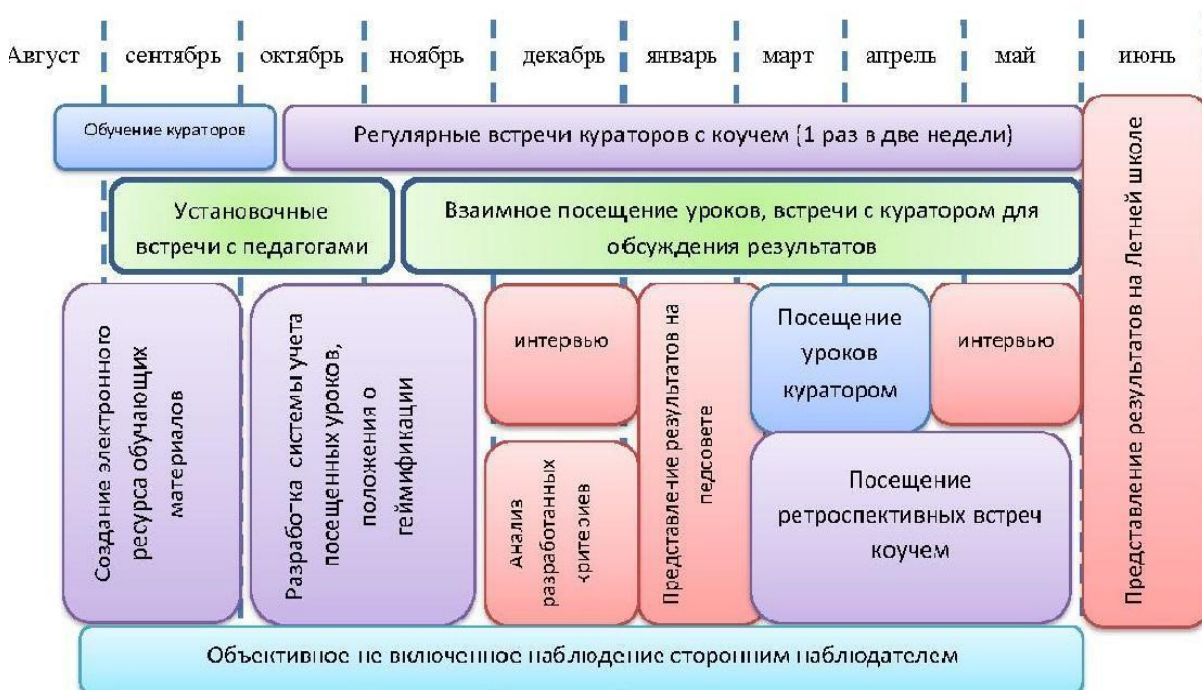 Август сентябрь октябрь ноябрь декабрь январь март апрель май июнь
Обучение кураторов
Регулярные встречи кураторов с коучем (1 раз в две недели)
Установочные
встречи с педагогами
Взаимное посещение уроков, встречи с куратором для
обсуждения результатов
Создание электронного
ресурса обучающих
материалов
Разработка системы учета
посещенных уроков,
положения о
геймификации
интервью
Анализ
разработанных
критериев
Представление результатов на
педсовете
Посещение
уроков
куратором
интервью
Посещение
ретроспективных встреч
коучем
Представление результатов на Летней школе
Объективное не включенное наблюдение сторонним наблюдателем